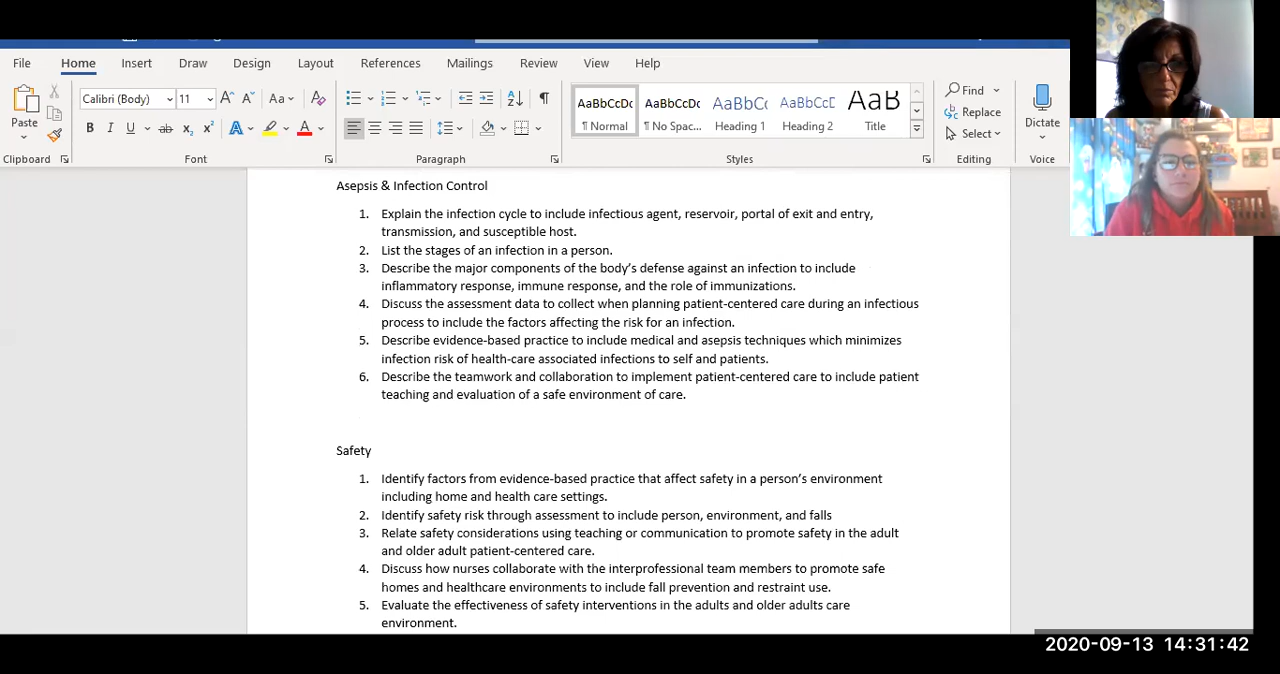 File Home Insert Draw Design Layout References Mailings Review View Help
Calibri (Body) 11 Aa AaBbCcDc AaBbCcDc AaBbCc AaBbCcD AaB Find
Paste Replace Dictate
B I U ab x₂ x² A A ¶ Normal ¶ No Spac... Heading 1 Heading 2 Title Select
Clipboard Font Paragraph Styles Editing Voice
Asepsis & Infection Control
1. Explain the infection cycle to include infectious agent, reservoir, portal of exit and entry,
transmission, and susceptible host.
2. List the stages of an infection in a person.
3. Describe the major components of the body's defense against an infection to include
inflammatory response, immune response, and the role of immunizations.
4. Discuss the assessment data to collect when planning patient-centered care during an infectious
process to include the factors affecting the risk for an infection.
5. Describe evidence-based practice to include medical and asepsis techniques which minimizes
infection risk of health-care associated infections to self and patients.
6. Describe the teamwork and collaboration to implement patient-centered care to include patient
teaching and evaluation of a safe environment of care.
Safety
1. Identify factors from evidence-based practice that affect safety in a person's environment
including home and health care settings.
2. Identify safety risk through assessment to include person, environment, and falls
3. Relate safety considerations using teaching or communication to promote safety in the adult
and older adult patient-centered care.
4. Discuss how nurses collaborate with the interprofessional team members to promote safe
homes and healthcare environments to include fall prevention and restraint use.
5. Evaluate the effectiveness of safety interventions in the adults and older adults care
environment.
2020-09-13 14:31:42